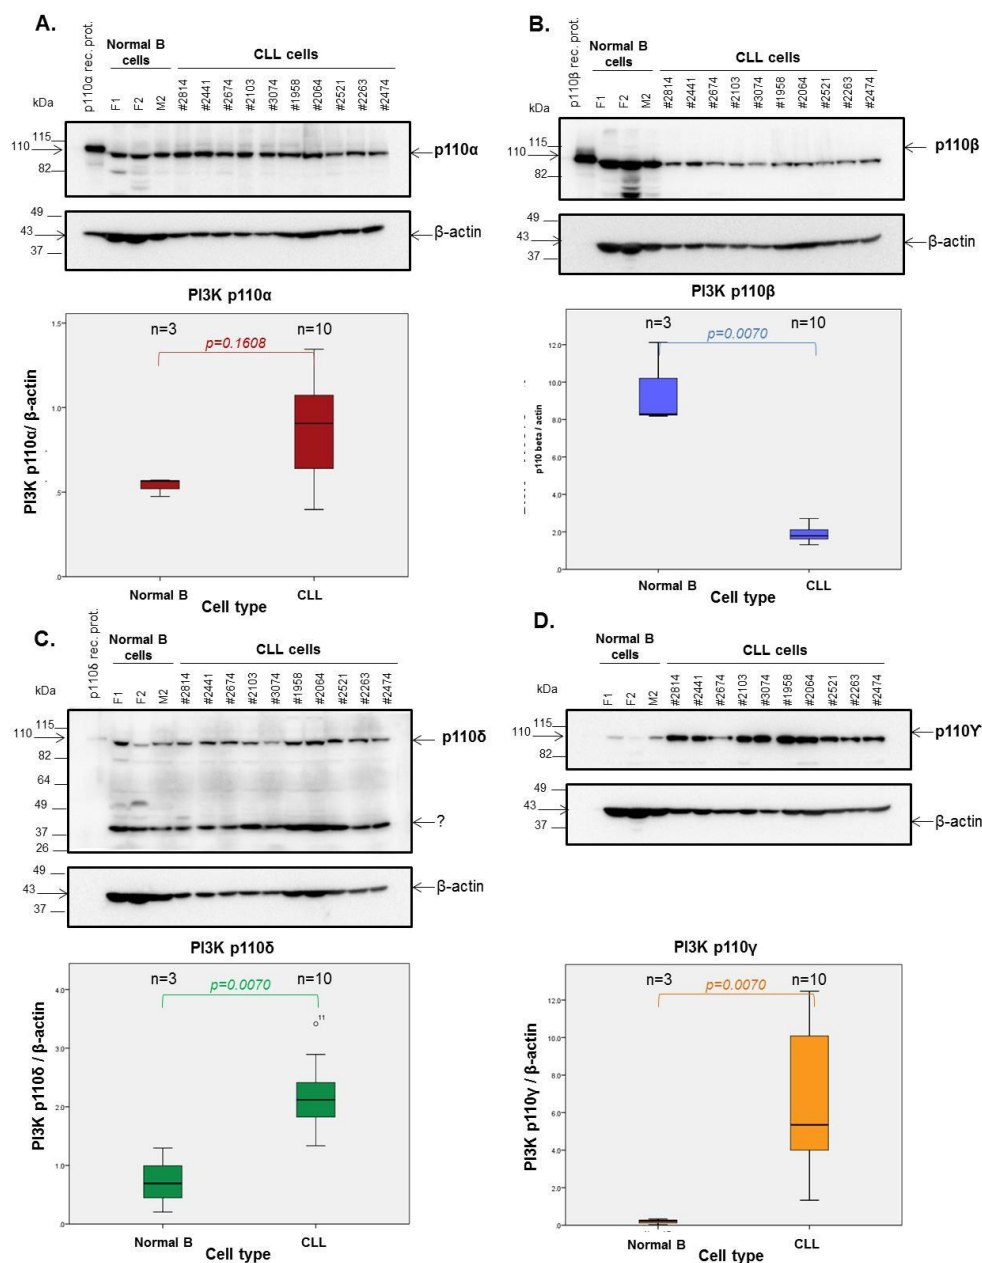 A.
p110α rec. prot.
Normal B
cells
CLL cells
F1
F2
M2
#2814
#2441
#2674
#2103
#3074
#1958
#2064
#2521
#2263
#2474
kDa
115
110
82
p110α
49
43
37
β-actin
PI3K p110α
n=3
n=10
p=0.1608
PI3K p110α/ β-actin
1.5
1.0
.5
.0
Normal B
CLL
Cell type
B.
p110β rec. prot.
Normal B
cells
CLL cells
F1
F2
M2
#2814
#2441
#2674
#2103
#3074
#1958
#2064
#2521
#2263
#2474
kDa
115
110
82
p110β
49
43
37
β-actin
PI3K p110β
n=3
n=10
p=0.0070
p110 beta / actin
12.0
10.0
8.0
6.0
4.0
2.0
.0
Normal B
CLL
Cell type
C.
p110δ rec. prot.
Normal B
cells
CLL cells
F1
F2
M2
#2814
#2441
#2674
#2103
#3074
#1958
#2064
#2521
#2263
#2474
kDa
115
110
82
64
49
37
26
p110δ
?
49
43
37
β-actin
PI3K p110δ
n=3
n=10
p=0.0070
11
PI3K p110δ / β-actin
4.0
3.0
2.0
1.0
.0
Normal B
CLL
Cell type
D.
Normal B
cells
CLL cells
F1
F2
M2
#2814
#2441
#2674
#2103
#3074
#1958
#2064
#2521
#2263
#2474
kDa
115
110
82
p110ϒ
49
43
37
β-actin
PI3K p110γ
n=3
n=10
p=0.0070
PI3K p110γ / β-actin
12.0
10.0
8.0
6.0
4.0
2.0
.0
Normal B
CLL
Cell type